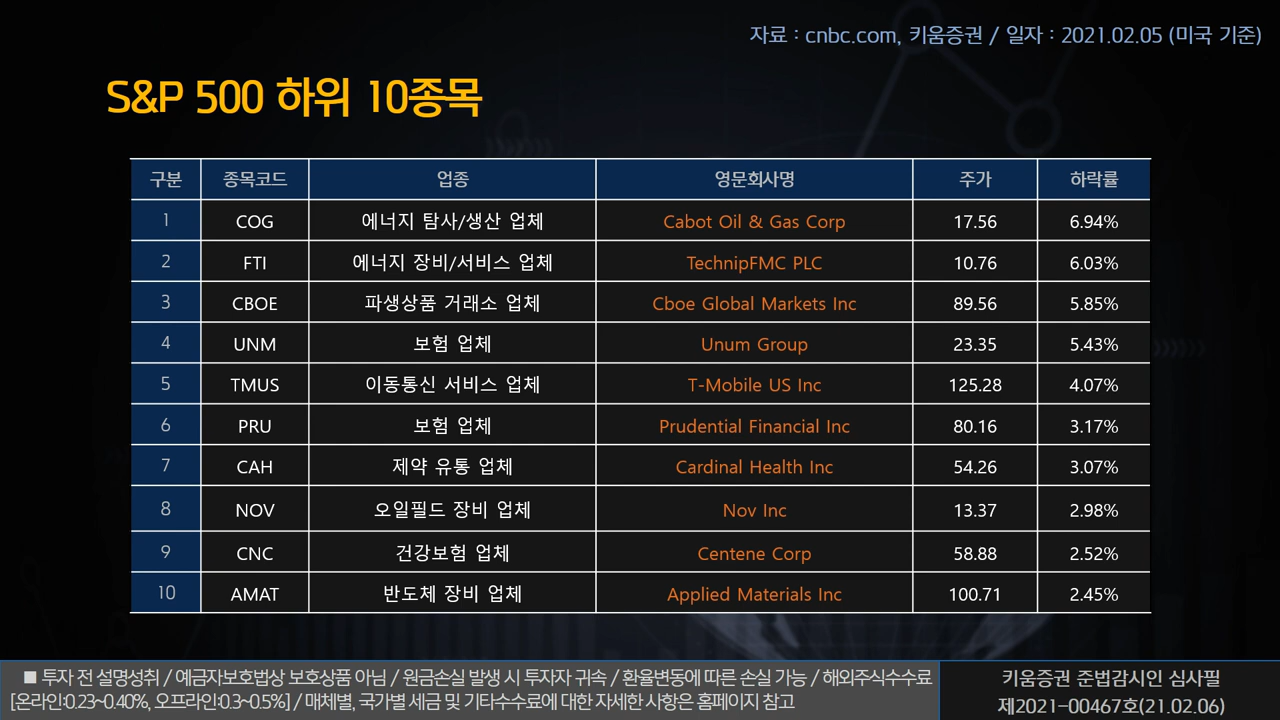 자료 : cnbc.com, 키움증권 / 일자 : 2021.02.05 (미국 기준)
S&P 500 하위 10종목
구분 종목코드 업종 영문회사명 주가 하락률
1 COG 에너지 탐사/생산 업체 Cabot Oil & Gas Corp 17.56 6.94%
2 FTI 에너지 장비/서비스 업체 TechnipFMC PLC 10.76 6.03%
3 CBOE 파생상품 거래소 업체 Cboe Global Markets Inc 89.56 5.85%
4 UNM 보험 업체 Unum Group 23.35 5.43%
5 TMUS 이동통신 서비스 업체 T-Mobile US Inc 125.28 4.07%
6 PRU 보험 업체 Prudential Financial Inc 80.16 3.17%
7 CAH 제약 유통 업체 Cardinal Health Inc 54.26 3.07%
8 NOV 오일필드 장비 업체 Nov Inc 13.37 2.98%
9 CNC 건강보험 업체 Centene Corp 58.88 2.52%
10 AMAT 반도체 장비 업체 Applied Materials Inc 100.71 2.45%
■ 투자 전 설명성취 / 예금자보호법상 보호상품 아님 / 원금손실 발생 시 투자자 귀속 / 환율변동에 따른 손실 가능 / 해외주식수수료
[온라인:0.23~0.40%, 오프라인:0.3~0.5%] / 매체별, 국가별 세금 및 기타수수료에 대한 자세한 사항은 홈페이지 참고
키움증권 준법감시인 심사필
제2021-00467호(21.02.06)